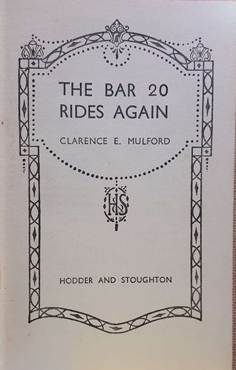 THE BAR 20
RIDES AGAIN
CLARENCE E. MULFORD
HS
HODDER AND STOUGHTON